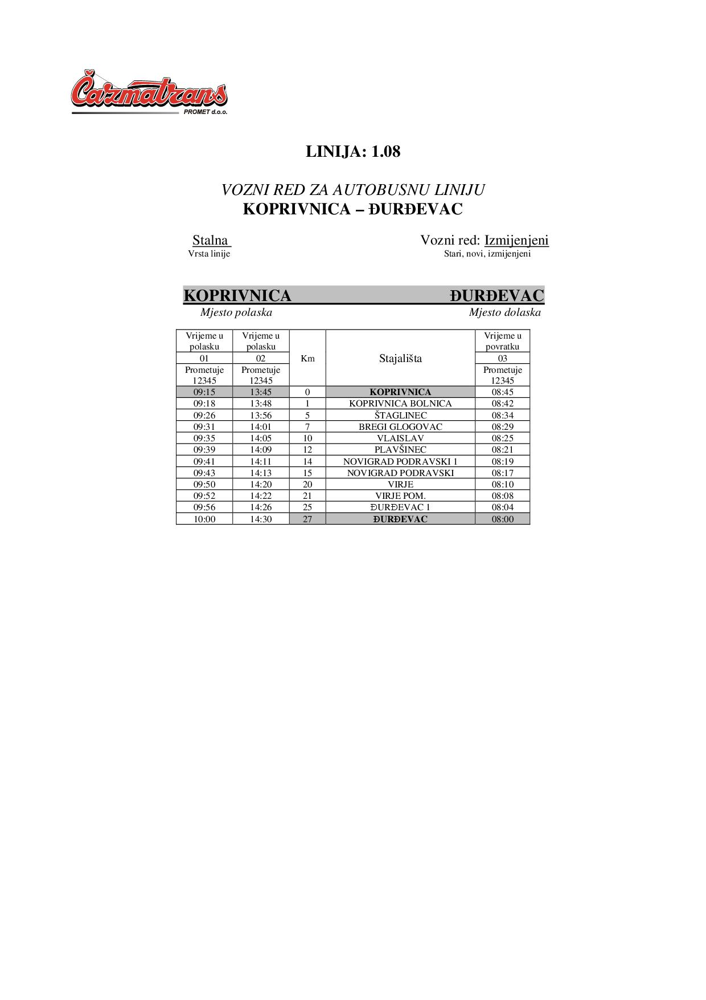 Čazmatrans
PROMET d.o.o.
LINIJA: 1.08
VOZNI RED ZA AUTOBUSNU LINIJU
KOPRIVNICA – ĐURĐEVAC
Stalna Vozni red: Izmijenjeni
Vrsta linije Stari, novi, izmijenjeni
KOPRIVNICA ĐURĐEVAC
Mjesto polaska Mjesto dolaska
Vrijeme u Vrijeme u Vrijeme u
polasku polasku povratku
01 02 Km Stajališta 03
Prometuje Prometuje Prometuje
12345 12345 12345
09:15 13:45 0 KOPRIVNICA 08:45
09:18 13:48 1 KOPRIVNICA BOLNICA 08:42
09:26 13:56 5 ŠTAGLINEC 08:34
09:31 14:01 7 BREGI GLOGOVAC 08:29
09:35 14:05 10 VLAISLAV 08:25
09:39 14:09 12 PLAVŠINEC 08:21
09:41 14:11 14 NOVIGRAD PODRAVSKI 1 08:19
09:43 14:13 15 NOVIGRAD PODRAVSKI 08:17
09:50 14:20 20 VIRJE 08:10
09:52 14:22 21 VIRJE POM. 08:08
09:56 14:26 25 ĐURĐEVAC 1 08:04
10:00 14:30 27 ĐURĐEVAC 08:00